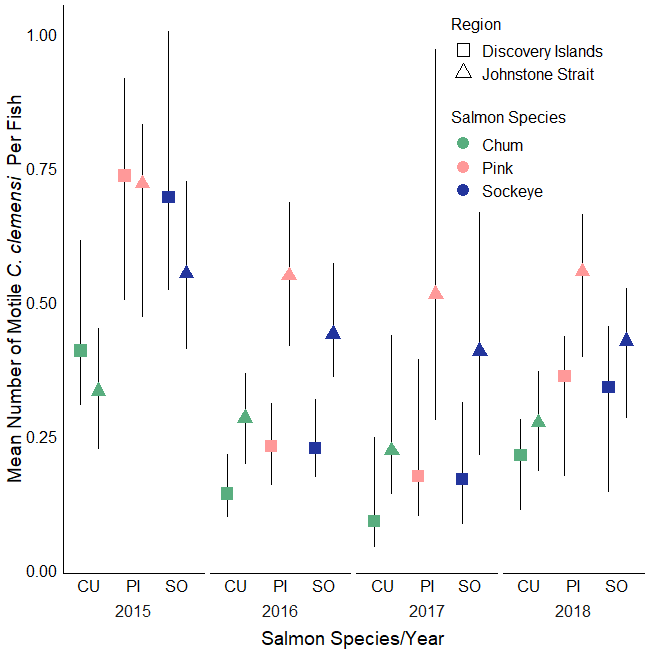 Region
Discovery Islands
Johnstone Strait
Salmon Species
Chum
Pink
Sockeye
Mean Number of Motile C. clemensi Per Fish
1.00
0.75
0.50
0.25
0.00
CU PI SO CU PI SO CU PI SO CU PI SO
2015 2016 2017 2018
Salmon Species/Year